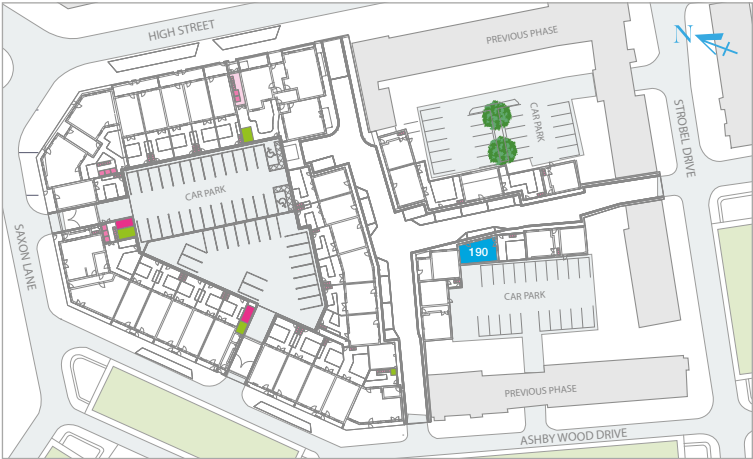 HIGH STREET
PREVIOUS PHASE
N
CAR PARK
STROBEL DRIVE
CAR PARK
SAXON LANE
190
CAR PARK
PREVIOUS PHASE
ASHBY WOOD DRIVE